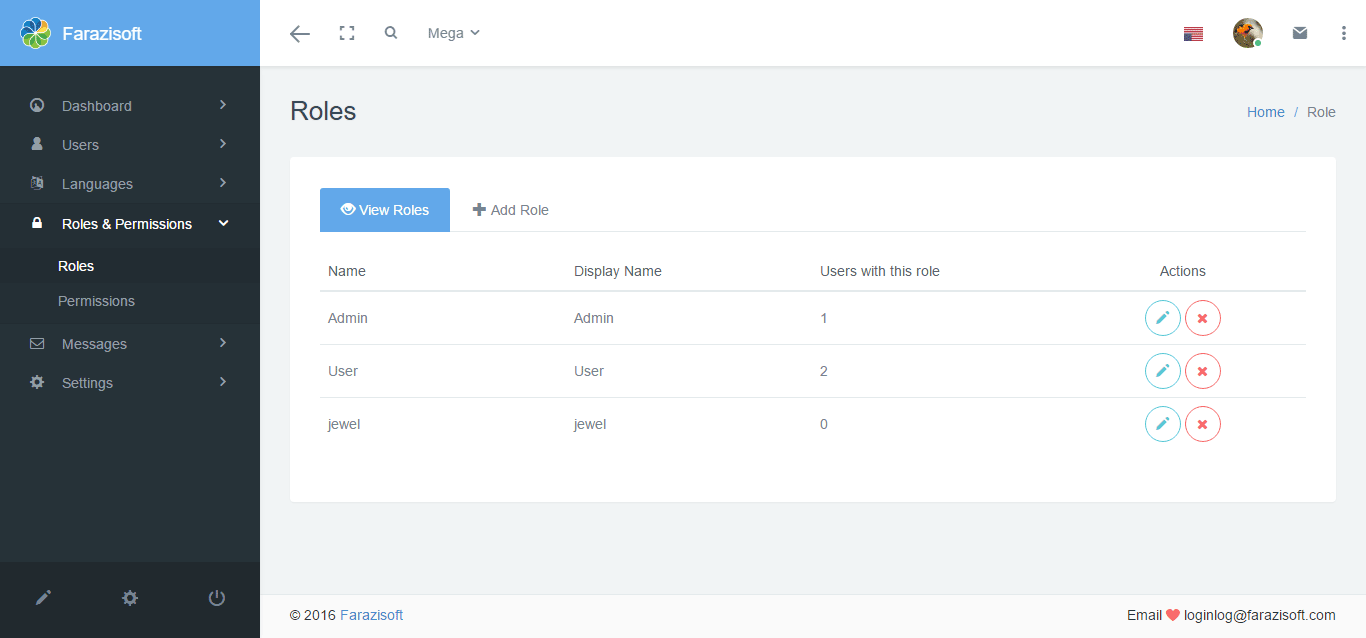 Farazisoft
Mega
Dashboard
Users
Languages
Roles & Permissions
Roles
Permissions
Messages
Settings
Roles
Home / Role
View Roles
Add Role
Name Display Name Users with this role Actions
Admin Admin 1
User User 2
jewel jewel 0
© 2016 Farazisoft
Email loginlog@farazisoft.com